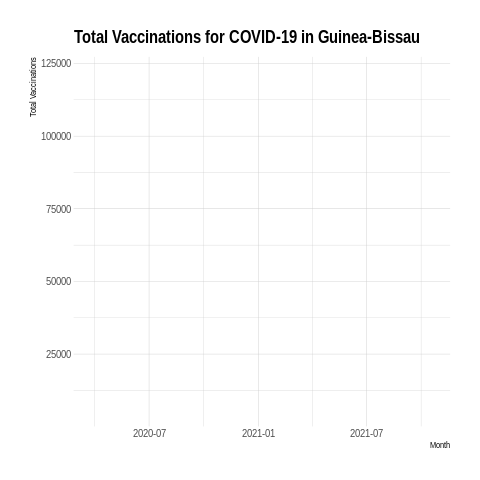 Total Vaccinations for COVID-19 in Guinea-Bissau
Total Vaccinations
125000
100000
75000
50000
25000
2020-07 2021-01 2021-07
Month